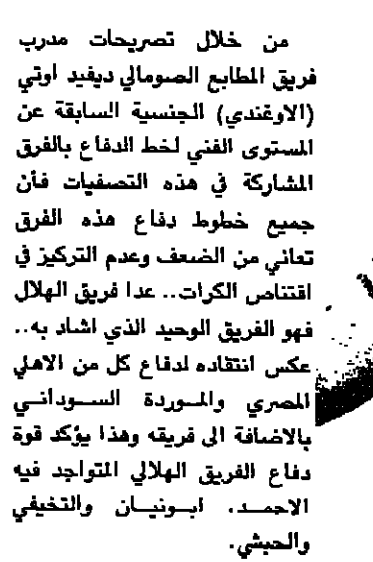 من خلال تصريحات مدرب
فريق المطابع الصومالي ديفيد اوتي
(الاوغندي) الجنسية السابقة عن
المستوى الفني لخط الدفاع بالفرق
المشاركة في هذه التصفيات فأن
جميع خطوط دفاع هذه الفرق
تعاني من الضعف وعدم التركيز في
اقتناص الكرات.. عدا فريق الهلال
فهو الفريق الوحيد الذي اشاد به..
عكس انتقاده لدفاع كل من الاهلي
المصري والموردة السوداني
بالاضافة الى فريقه وهذا يؤكد قوة
دفاع الفريق الهلالي المتواجد فيه
الاحمد. ابونيان والتخيفي
والحبشي.